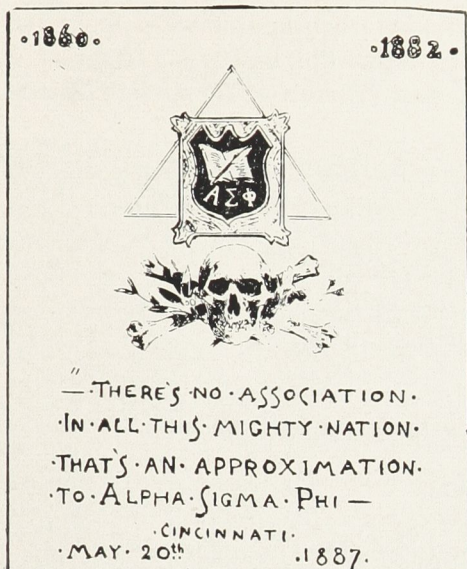 ·1860· ·1882·
ΑΣΦ
"—·THERE'S·NO·ASSOCIATION·
·IN·ALL·THIS·MIGHTY·NATION·
·THAT'S·AN·APPROXIMATION·
·TO·ALPHA·SIGMA·PHI—
·CINCINNATI·
·MAY·20th ·1887·